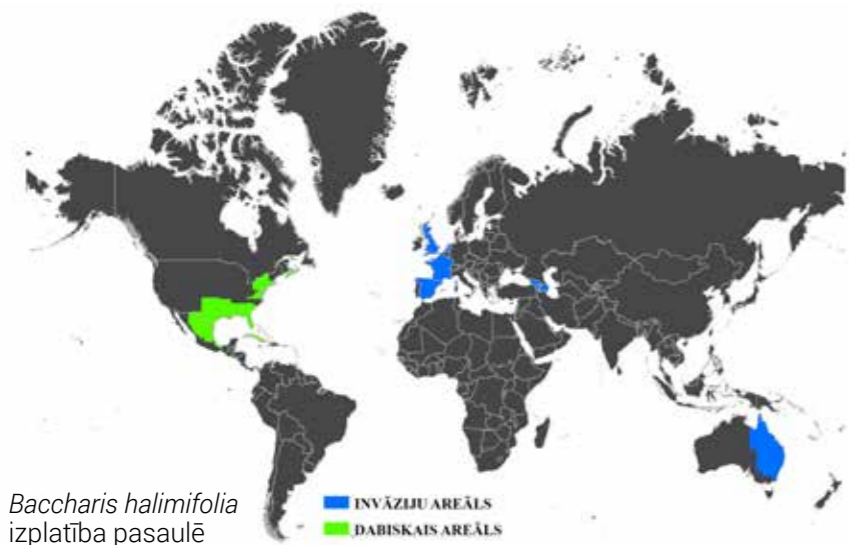 Baccharis halimifolia
izplatība pasaulē
INVĀZIJU AREĀLS
DABISKAIS AREĀLS